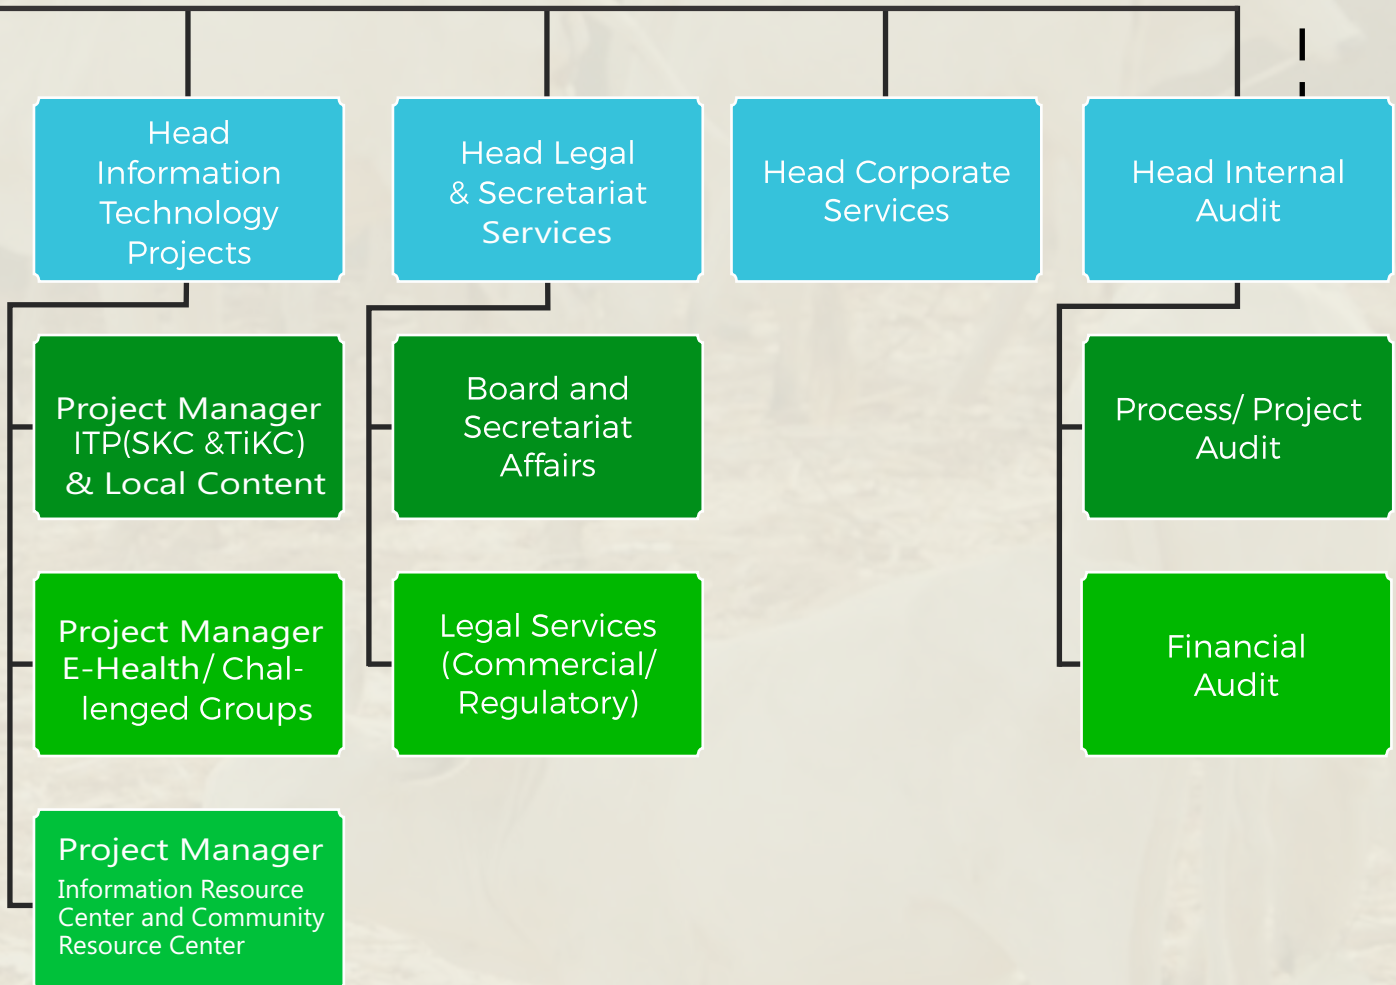 Head
Information
Technology
Projects
Head Legal
& Secretariat
Services
Head Corporate
Services
Head Internal
Audit
Project Manager
ITP(SKC &TiKC)
& Local Content
Board and
Secretariat
Affairs
Process/ Project
Audit
Project Manager
E-Health/ Chal-
lenged Groups
Legal Services
(Commercial/
Regulatory)
Financial
Audit
Project Manager
Information Resource
Center and Community
Resource Center